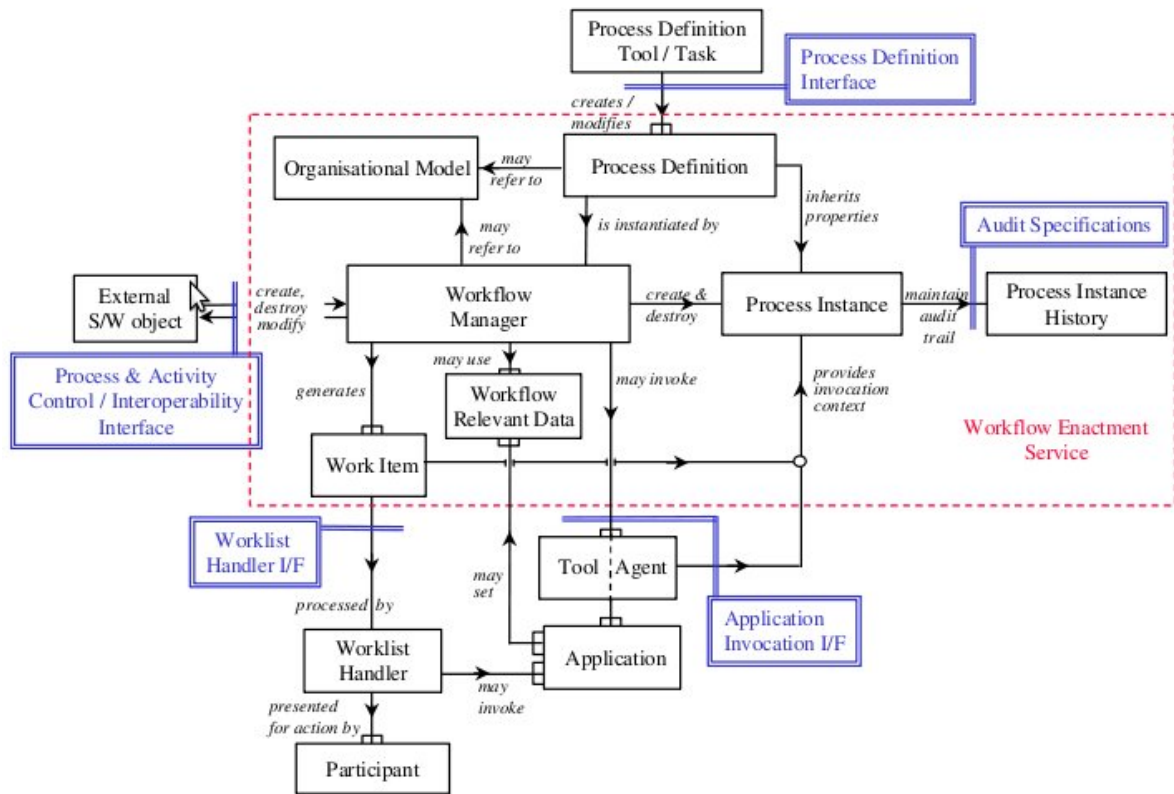 Process Definition
Tool / Task
Process Definition
Interface
creates /
modifies
Organisational Model
may
refer to
Process Definition
inherits
properties
is instantiated by
may
refer to
Audit Specifications
External
S/W object
create,
destroy
modify
Workflow
Manager
create &
destroy
Process Instance
maintain
audit
trail
Process Instance
History
Process & Activity
Control / Interoperability
Interface
generates
may use
Workflow
Relevant Data
may invoke
provides
invocation
context
Workflow Enactment
Service
Work Item
Worklist
Handler I/F
Tool Agent
may
set
Application
Invocation I/F
processed by
Worklist
Handler
may
invoke
Application
presented
for action by
Participant